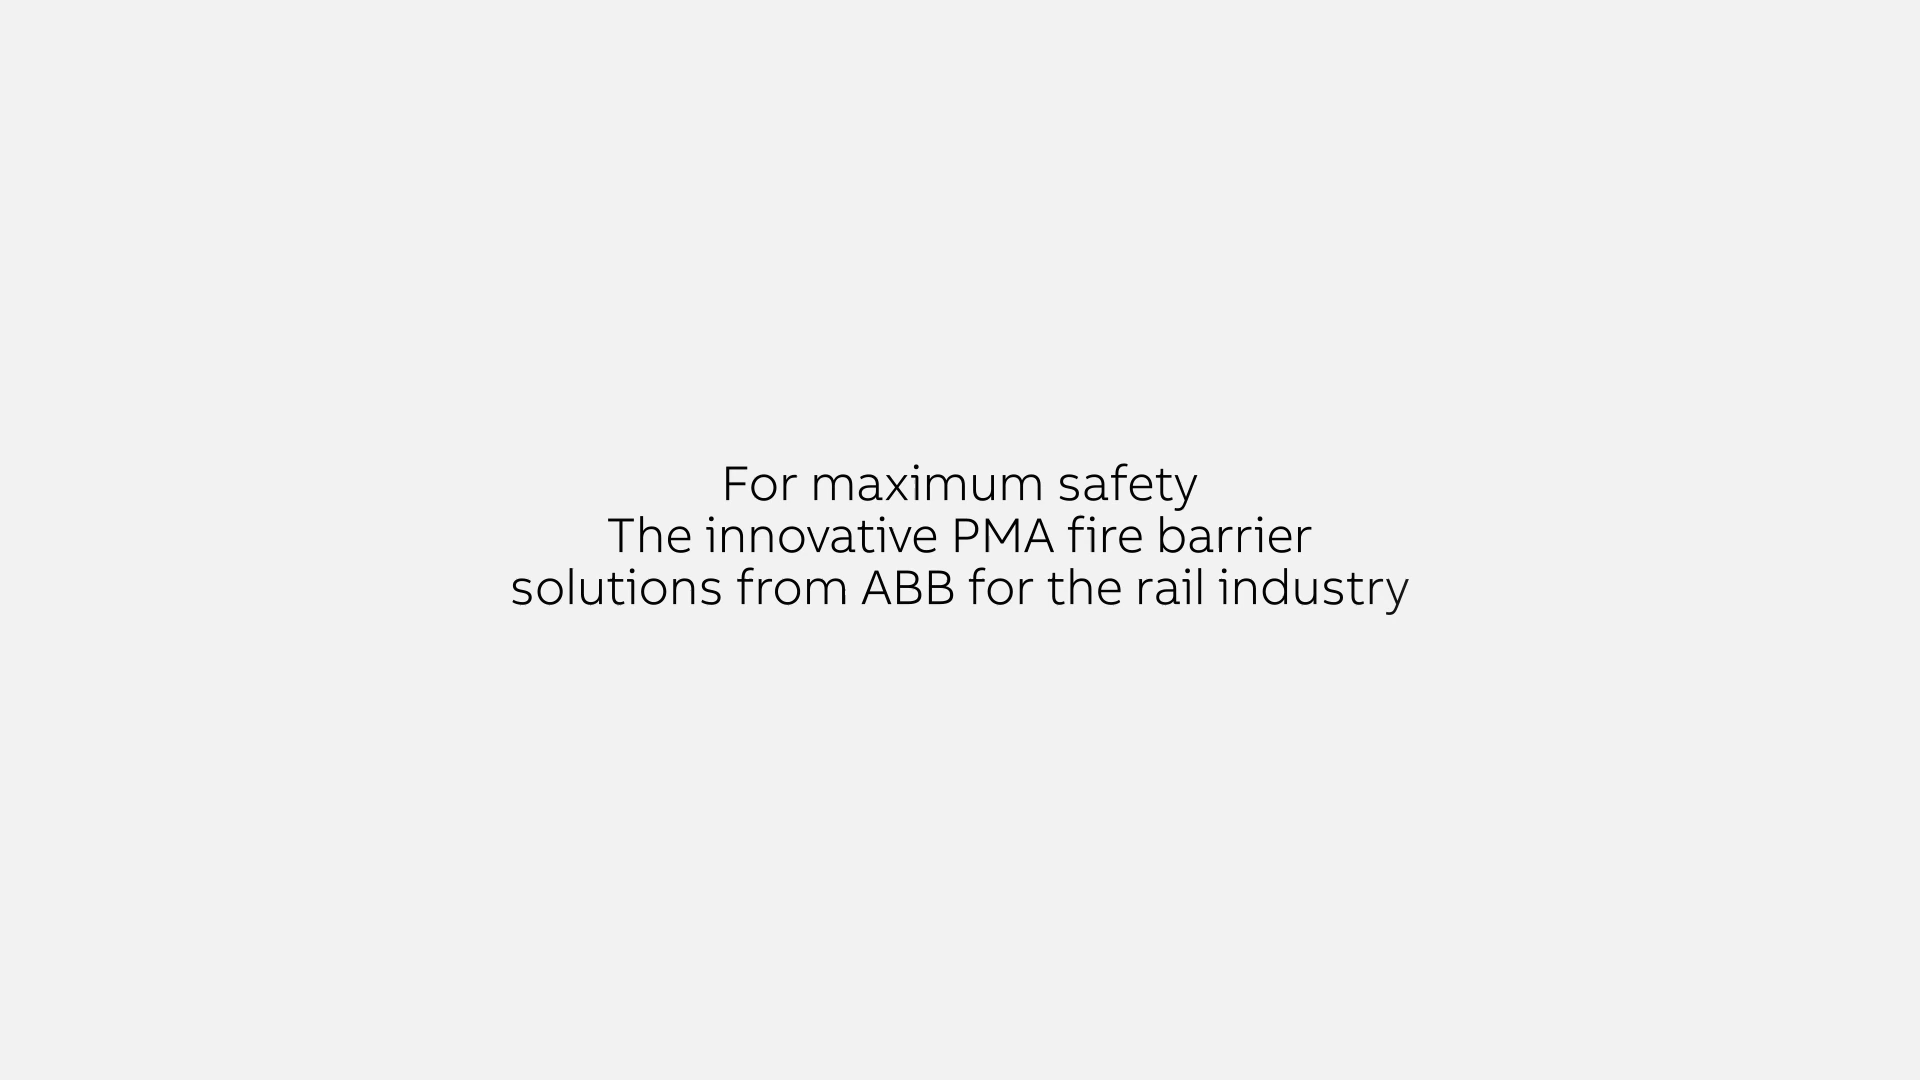 For maximum safety
The innovative PMA fire barrier
solutions from ABB for the rail industry